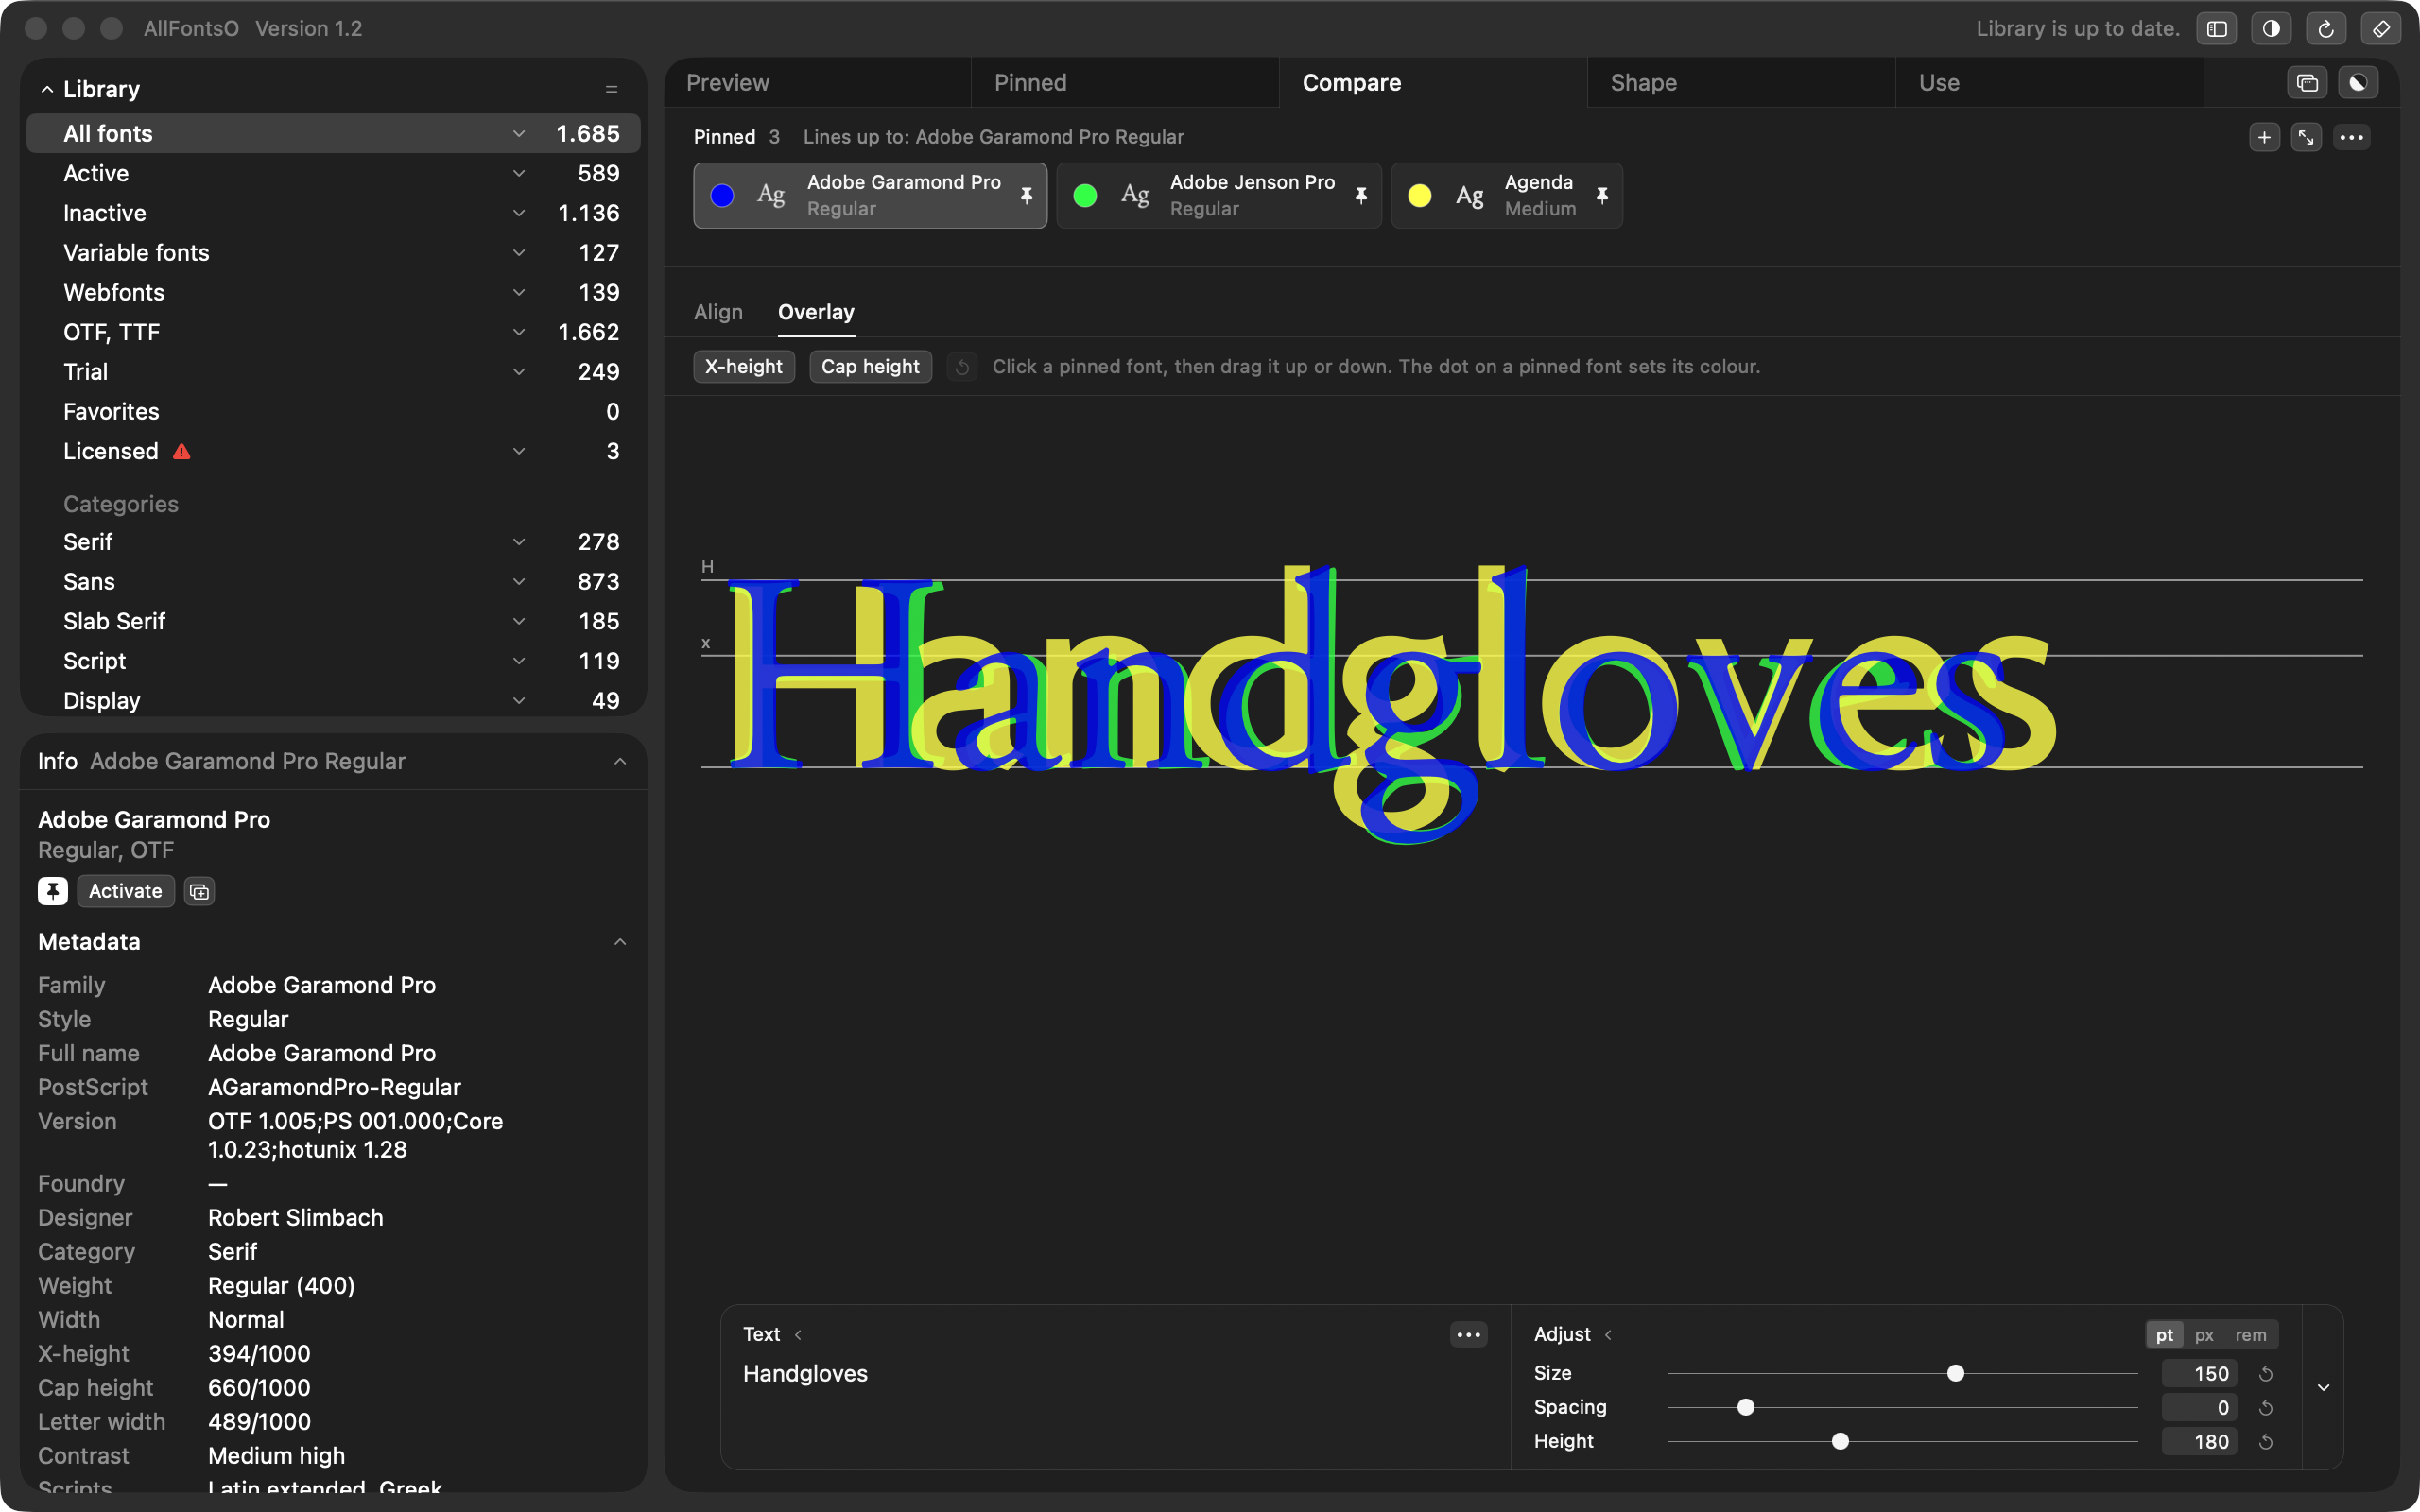 AllFontsO Version 1.2
Library is up to date.
Library
All fonts 1.685
Active 589
Inactive 1.136
Variable fonts 127
Webfonts 139
OTF, TTF 1.662
Trial 249
Favorites 0
Licensed 3
Categories
Serif 278
Sans 873
Slab Serif 185
Script 119
Display 49
Info Adobe Garamond Pro Regular
Adobe Garamond Pro
Regular, OTF
Activate
Metadata
Family Adobe Garamond Pro
Style Regular
Full name Adobe Garamond Pro
PostScript AGaramondPro-Regular
Version OTF 1.005;PS 001.000;Core
1.0.23;hotunix 1.28
Foundry —
Designer Robert Slimbach
Category Serif
Weight Regular (400)
Width Normal
X-height 394/1000
Cap height 660/1000
Letter width 489/1000
Contrast Medium high
Scripts Latin extended, Greek
Preview Pinned Compare Shape Use
Pinned 3 Lines up to: Adobe Garamond Pro Regular
Ag Adobe Garamond Pro
Regular
Ag Adobe Jenson Pro
Regular
Ag Agenda
Medium
Align Overlay
X-height Cap height Click a pinned font, then drag it up or down. The dot on a pinned font sets its colour.
H
x
Handgloves
Text
Handgloves
Adjust pt px rem
Size 150
Spacing 0
Height 180